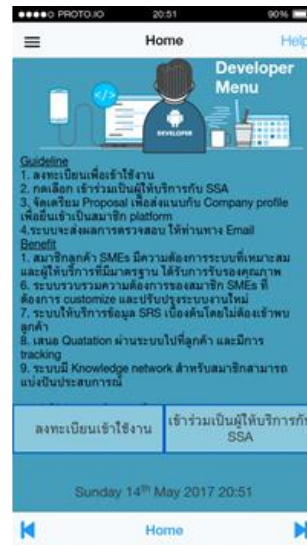 PROTO.IO 20:51 90%
Home Help
Developer
Menu
</>
DEVELOPER
Guideline
1. ลงทะเบียนเพื่อเข้าใช้งาน
2. กดเลือก เข้าร่วมเป็นผู้ให้บริการกับ SSA
3. จัดเตรียม Proposal เพื่อส่งแนบกับ Company profile
เพื่อยื่นเข้าเป็นสมาชิก platform
4.ระบบจะส่งผลการตรวจสอบ ให้ท่านทาง Email
Benefit
1. สมาชิกลูกค้า SMEs มีความต้องการระบบที่เหมาะสม
และผู้ให้บริการที่มีมาตรฐาน ได้รับการรับรองคุณภาพ
6. ระบบรวบรวมความต้องการของสมาชิก SMEs ที่
ต้องการ customize และปรับปรุงระบบงานใหม่
7. ระบบให้บริการข้อมูล SRS เบื้องต้นโดยไม่ต้องเข้าพบ
ลูกค้า
8. เสนอ Quatation ผ่านระบบไปที่ลูกค้า และมีการ
tracking
9. ระบบมี Knowledge network สำหรับสมาชิกสามารถ
แบ่งปันประสบการณ์
ลงทะเบียนเข้าใช้งาน
เข้าร่วมเป็นผู้ให้บริการกับ
SSA
Sunday 14th May 2017 20:51
Home